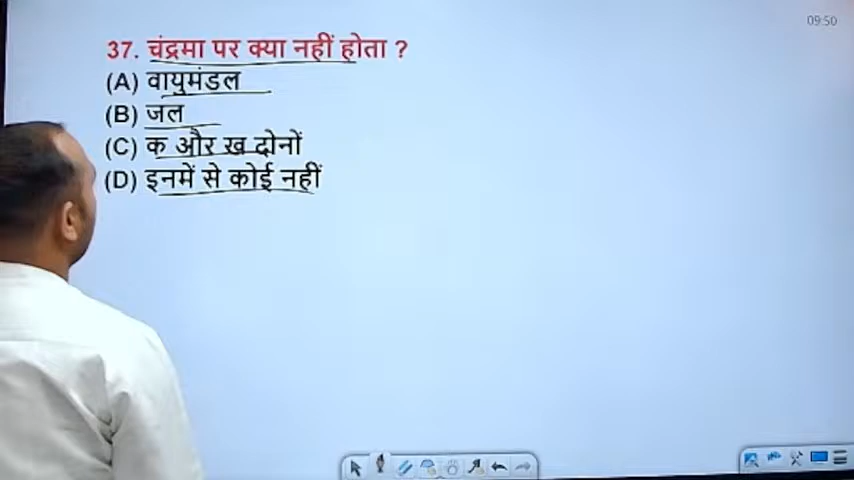 09:50
37. चंद्रमा पर क्या नहीं होता ?
(A) वायुमंडल
(B) जल
(C) क और ख दोनों
(D) इनमें से कोई नहीं